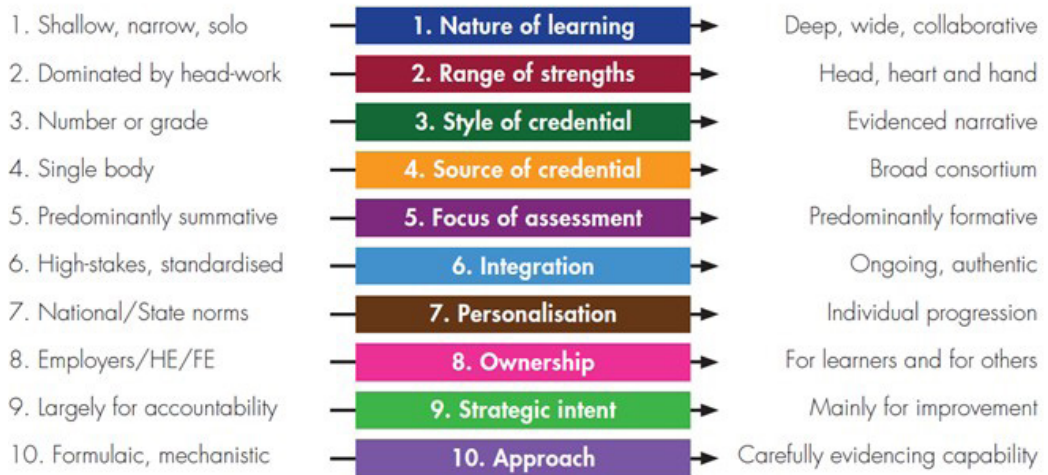 1. Shallow, narrow, solo 1. Nature of learning Deep, wide, collaborative
2. Dominated by head-work 2. Range of strengths Head, heart and hand
3. Number or grade 3. Style of credential Evidenced narrative
4. Single body 4. Source of credential Broad consortium
5. Predominantly summative 5. Focus of assessment Predominantly formative
6. High-stakes, standardised 6. Integration Ongoing, authentic
7. National/State norms 7. Personalisation Individual progression
8. Employers/HE/FE 8. Ownership For learners and for others
9. Largely for accountability 9. Strategic intent Mainly for improvement
10. Formulaic, mechanistic 10. Approach Carefully evidencing capability